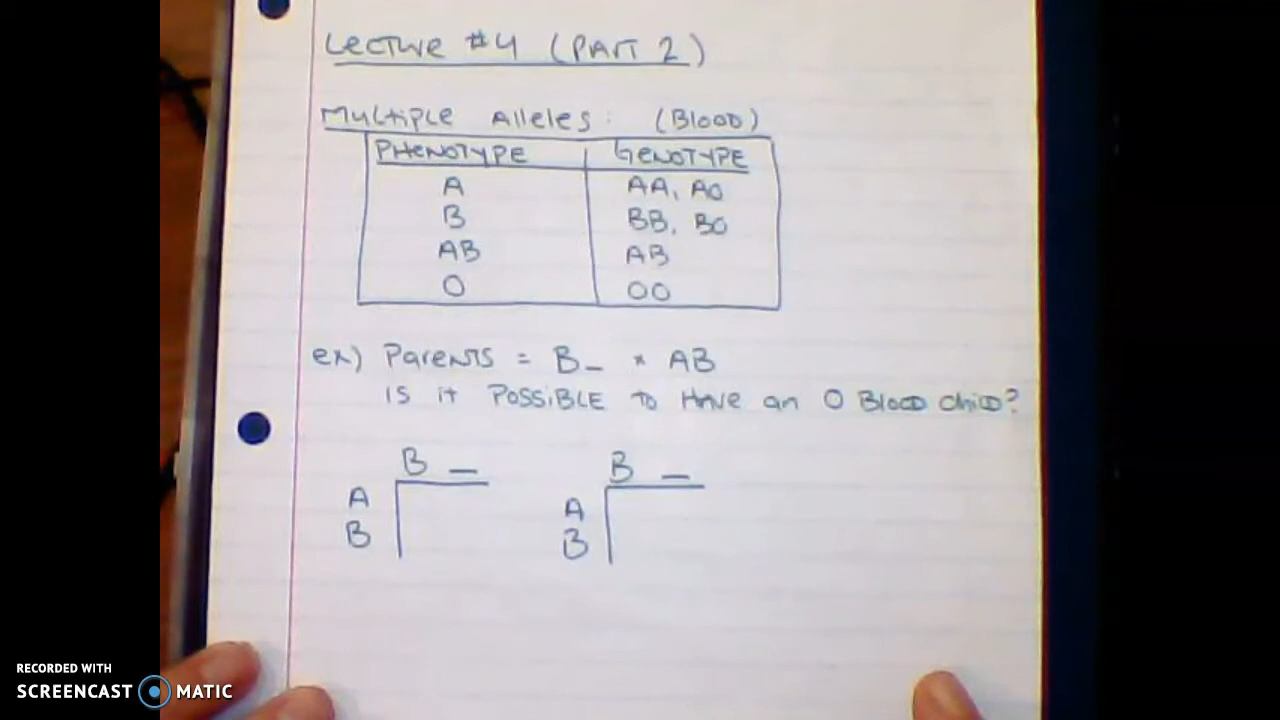 Lecture #4 (Part 2)
Multiple Alleles: (Blood)
Phenotype Genotype
A AA, AO
B BB, BO
AB AB
O OO
ex) Parents = B_ × AB
is it Possible to Have an O Blood child?
B _ B _
A A
B B
RECORDED WITH
SCREENCAST MATIC